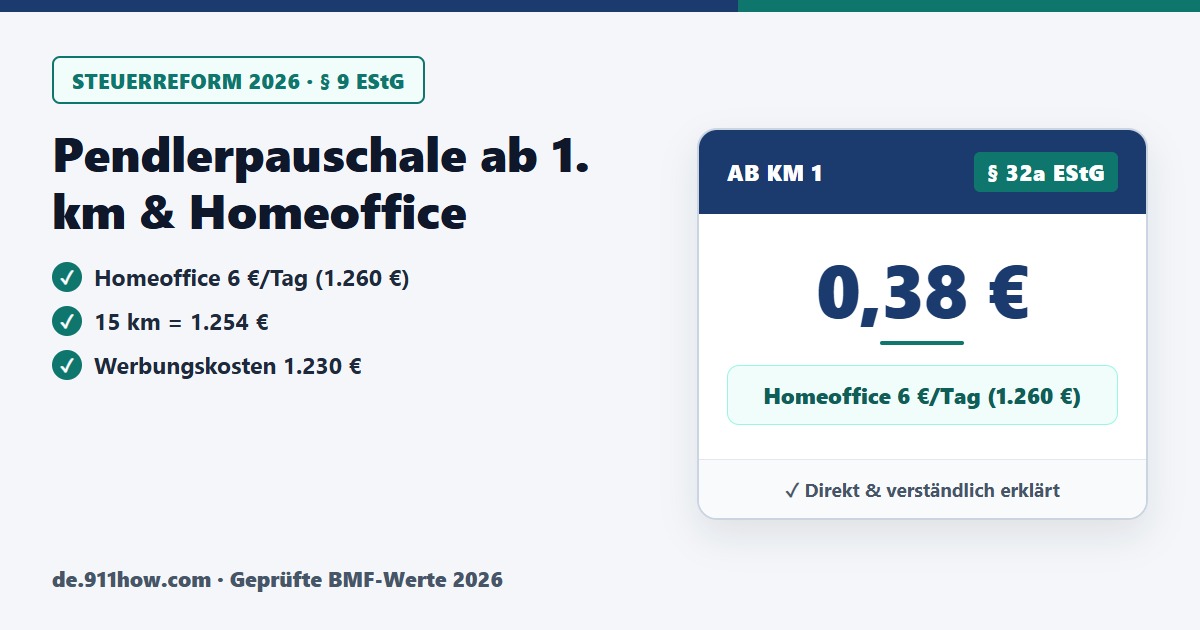 STEUERREFORM 2026 · § 9 EStG
Pendlerpauschale ab 1.
km & Homeoffice
✓ Homeoffice 6 €/Tag (1.260 €)
✓ 15 km = 1.254 €
✓ Werbungskosten 1.230 €
AB KM 1
§ 32a EStG
0,38 €
Homeoffice 6 €/Tag (1.260 €)
✓ Direkt & verständlich erklärt
de.911how.com · Geprüfte BMF-Werte 2026